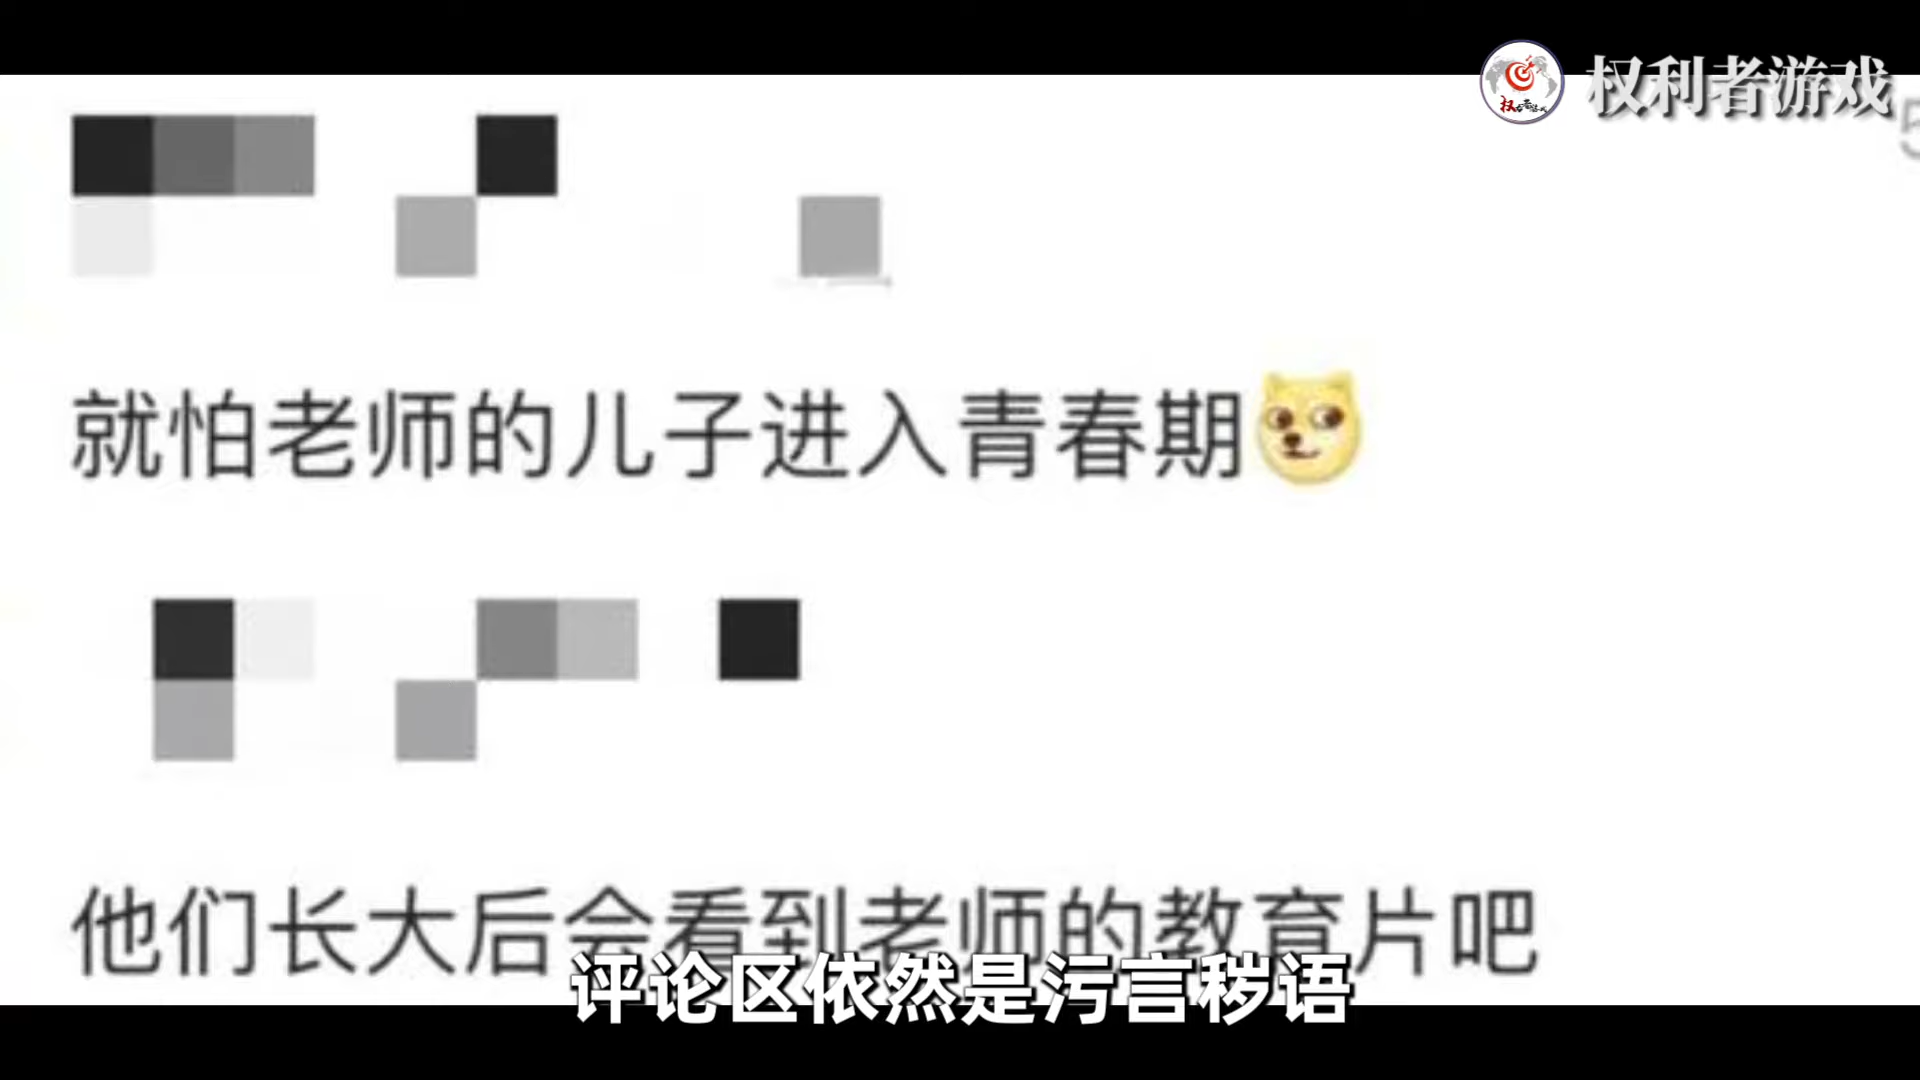 权利者游戏
就怕老师的儿子进入青春期
他们长大后会看到老师的教育片吧
评论区依然是污言秽语